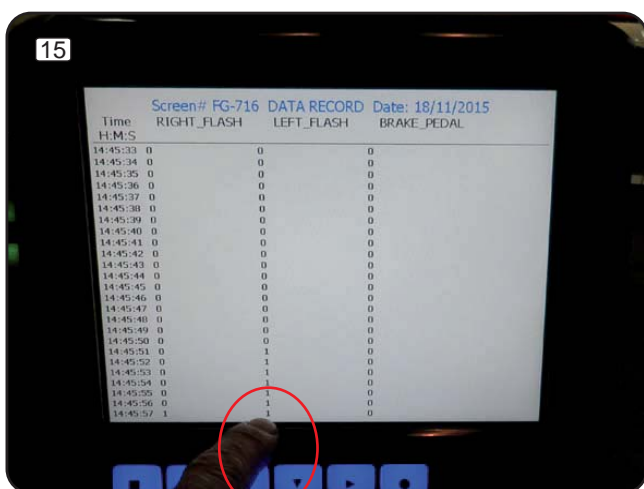 15
Screen# FG-716 DATA RECORD Date: 18/11/2015
Time RIGHT_FLASH LEFT_FLASH BRAKE_PEDAL
H:M:S
14:45:33 0 0 0
14:45:34 0 0 0
14:45:35 0 0 0
14:45:36 0 0 0
14:45:37 0 0 0
14:45:38 0 0 0
14:45:39 0 0 0
14:45:40 0 0 0
14:45:41 0 0 0
14:45:42 0 0 0
14:45:43 0 0 0
14:45:44 0 0 0
14:45:45 0 0 0
14:45:46 0 0 0
14:45:47 0 0 0
14:45:48 0 0 0
14:45:49 0 0 0
14:45:50 0 0 0
14:45:51 0 1 0
14:45:52 0 1 0
14:45:53 0 1 0
14:45:54 0 1 0
14:45:55 0 1 0
14:45:56 0 1 0
14:45:57 1 1 0